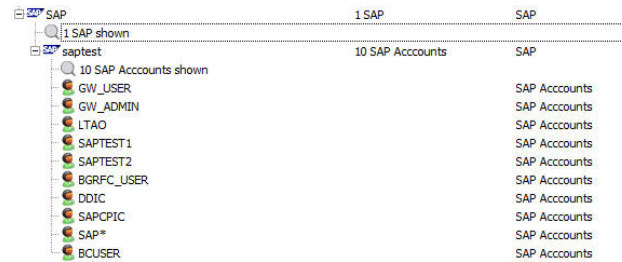 SAP SAP 1 SAP SAP
1 SAP shown
SAP saptest 10 SAP Acccounts SAP
10 SAP Acccounts shown
GW_USER SAP Acccounts
GW_ADMIN SAP Acccounts
LTAO SAP Acccounts
SAPTEST1 SAP Acccounts
SAPTEST2 SAP Acccounts
BGRFC_USER SAP Acccounts
DDIC SAP Acccounts
SAPCPIC SAP Acccounts
SAP* SAP Acccounts
BCUSER SAP Acccounts